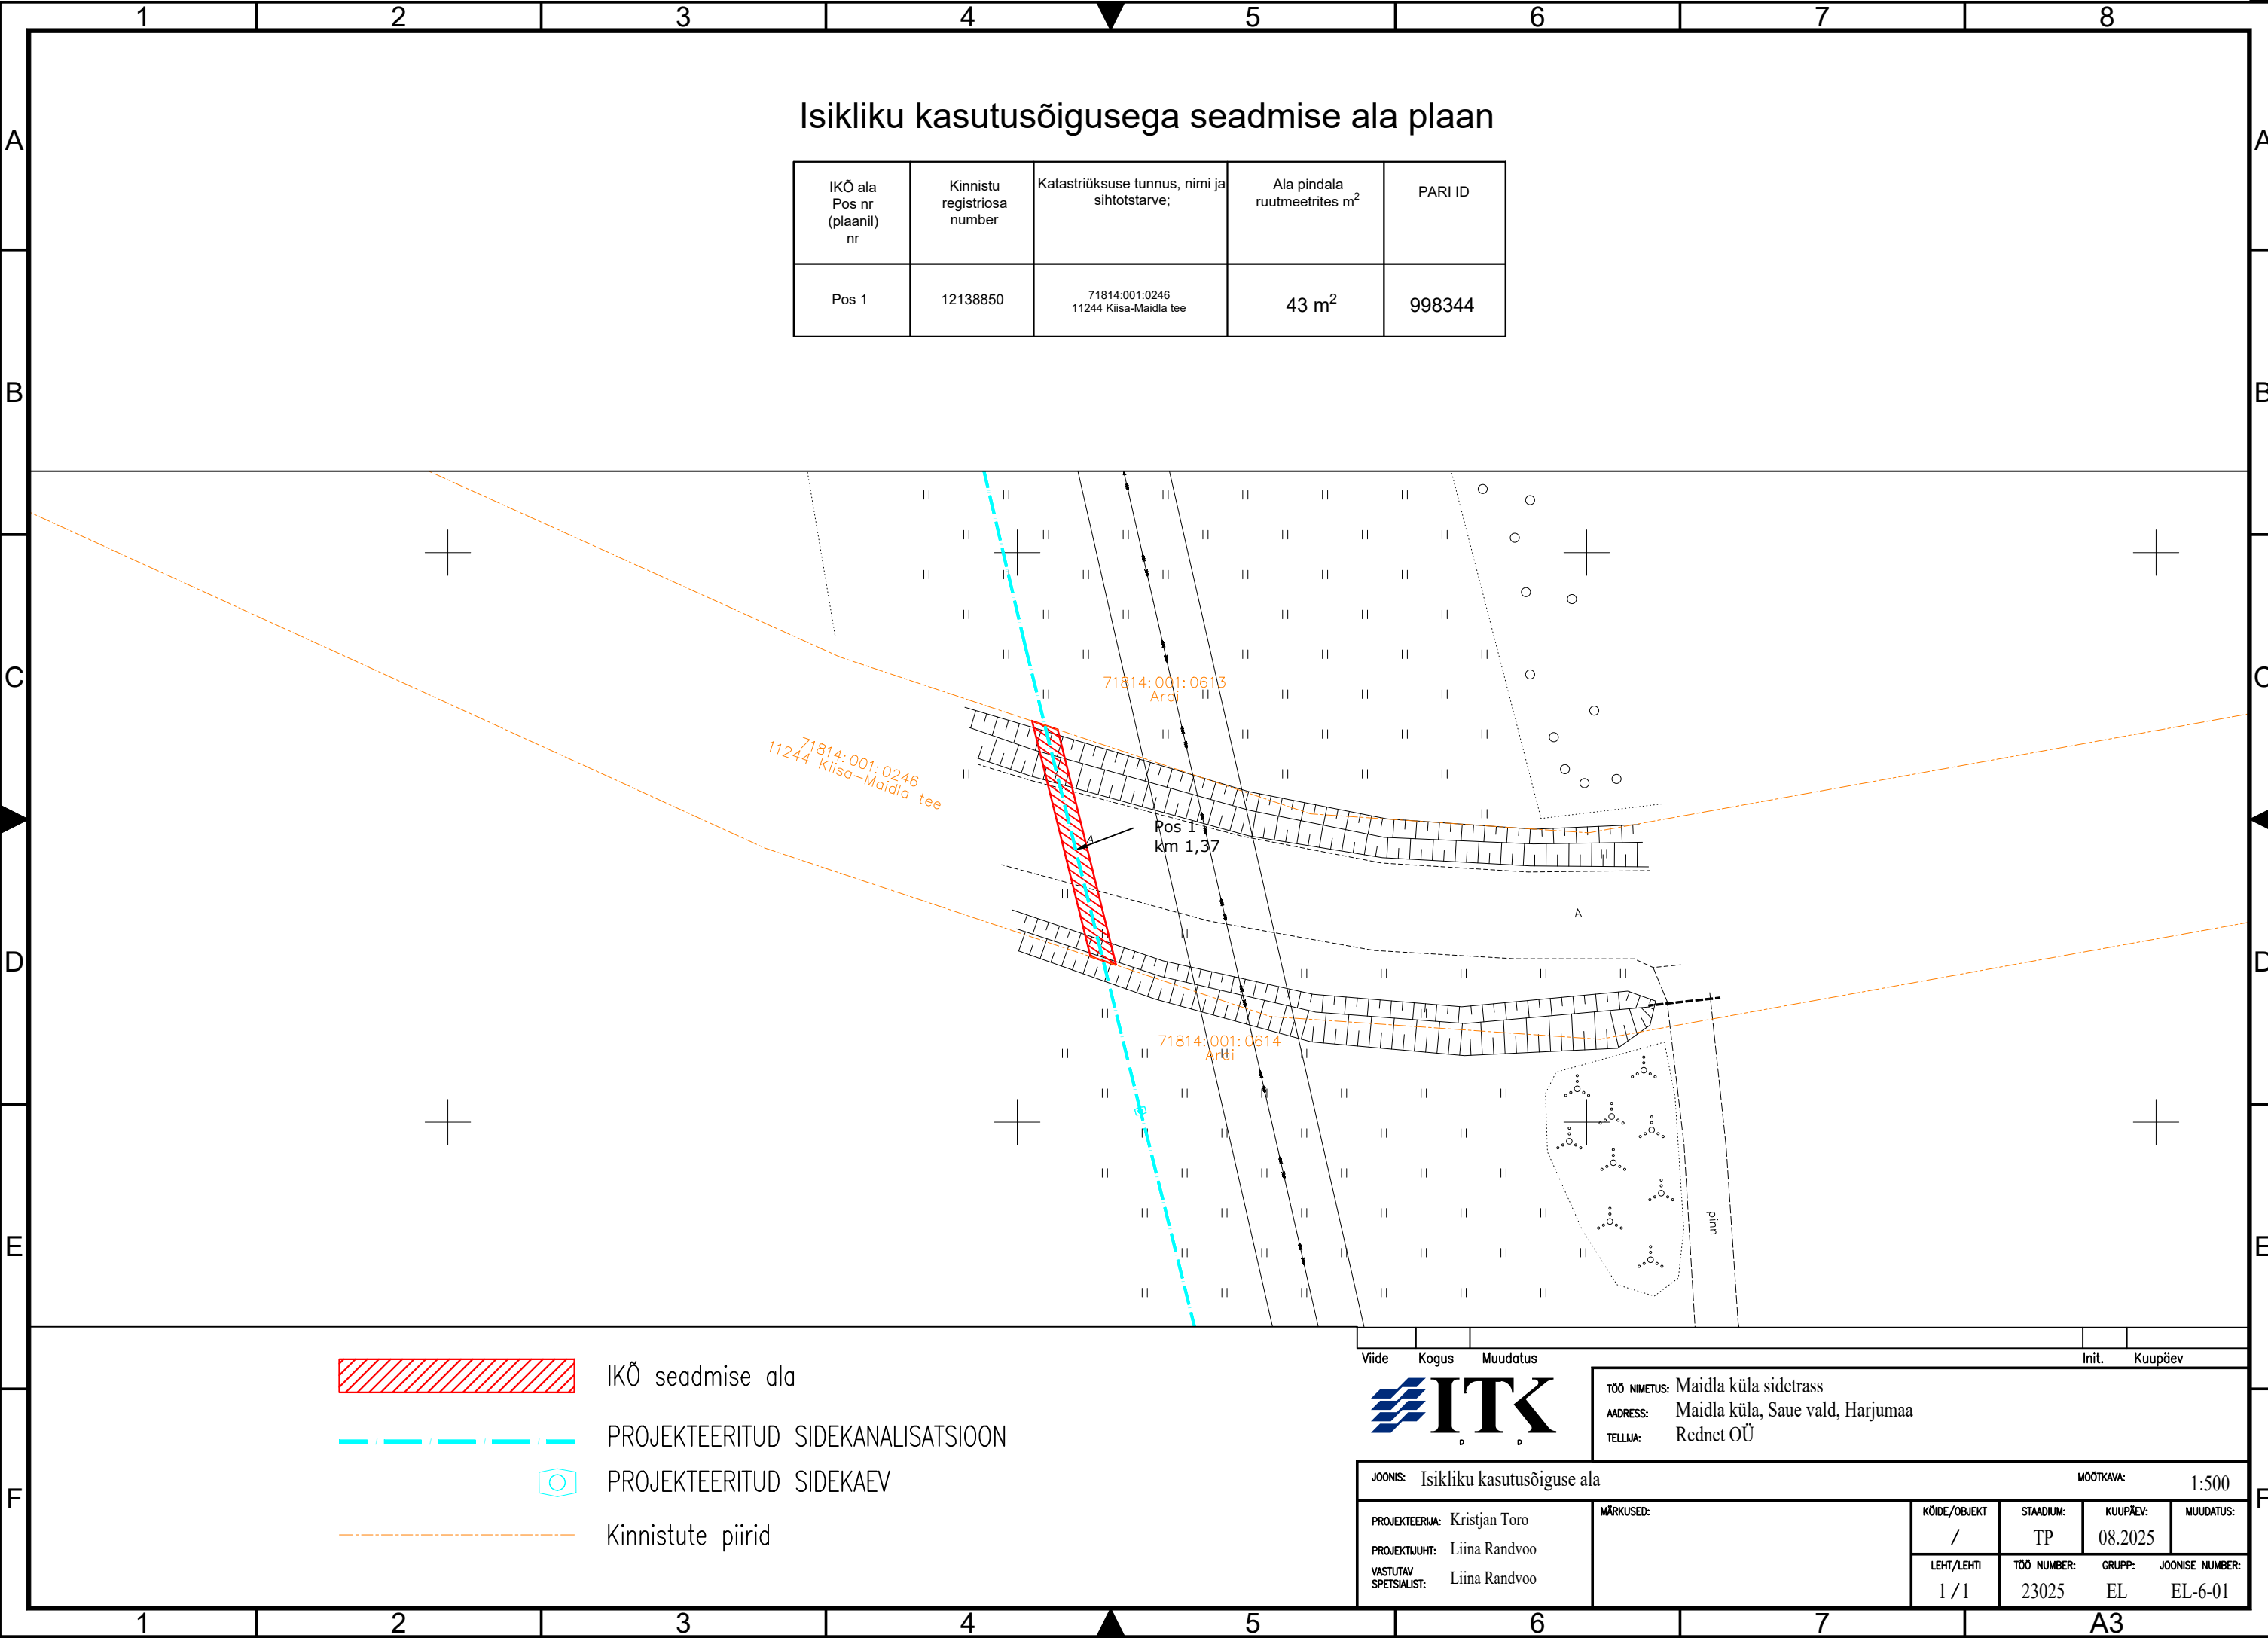 1 2 3 4 5 6 7 8
A A
B B
C C
D D
E E
F F
Isikliku kasutusõigusega seadmise ala plaan
IKÕ ala
Pos nr
(plaanil)
nr
Kinnistu
registriosa
number
Katastriüksuse tunnus, nimi ja
sihtotstarve;
Ala pindala
ruutmeetrites m²
PARI ID
Pos 1
12138850
71814:001:0246
11244 Kiisa-Maidla tee
43 m²
998344
71814:001:0613
Ardi
71814:001:0246
11244 Kiisa-Maidla tee
Pos 1
km 1,37
A
A
71814:001:0614
Ardi
pinn
IKÕ seadmise ala
PROJEKTEERITUD SIDEKANALISATSIOON
PROJEKTEERITUD SIDEKAEV
Kinnistute piirid
Viide Kogus Muudatus Init. Kuupäev
ITK
D D
TÖÖ NIMETUS: Maidla küla sidetrass
AADRESS: Maidla küla, Saue vald, Harjumaa
TELLIJA: Rednet OÜ
JOONIS: Isikliku kasutusõiguse ala
MÕÕTKAVA: 1:500
PROJEKTEERIJA: Kristjan Toro
PROJEKTIJUHT: Liina Randvoo
VASTUTAV
SPETSIALIST: Liina Randvoo
MÄRKUSED:
KÖIDE/OBJEKT STAADIUM: KUUPÄEV: MUUDATUS:
/ TP 08.2025
LEHT/LEHTI TÖÖ NUMBER: GRUPP: JOONISE NUMBER:
1 / 1 23025 EL EL-6-01
1 2 3 4 5 6 7 A3